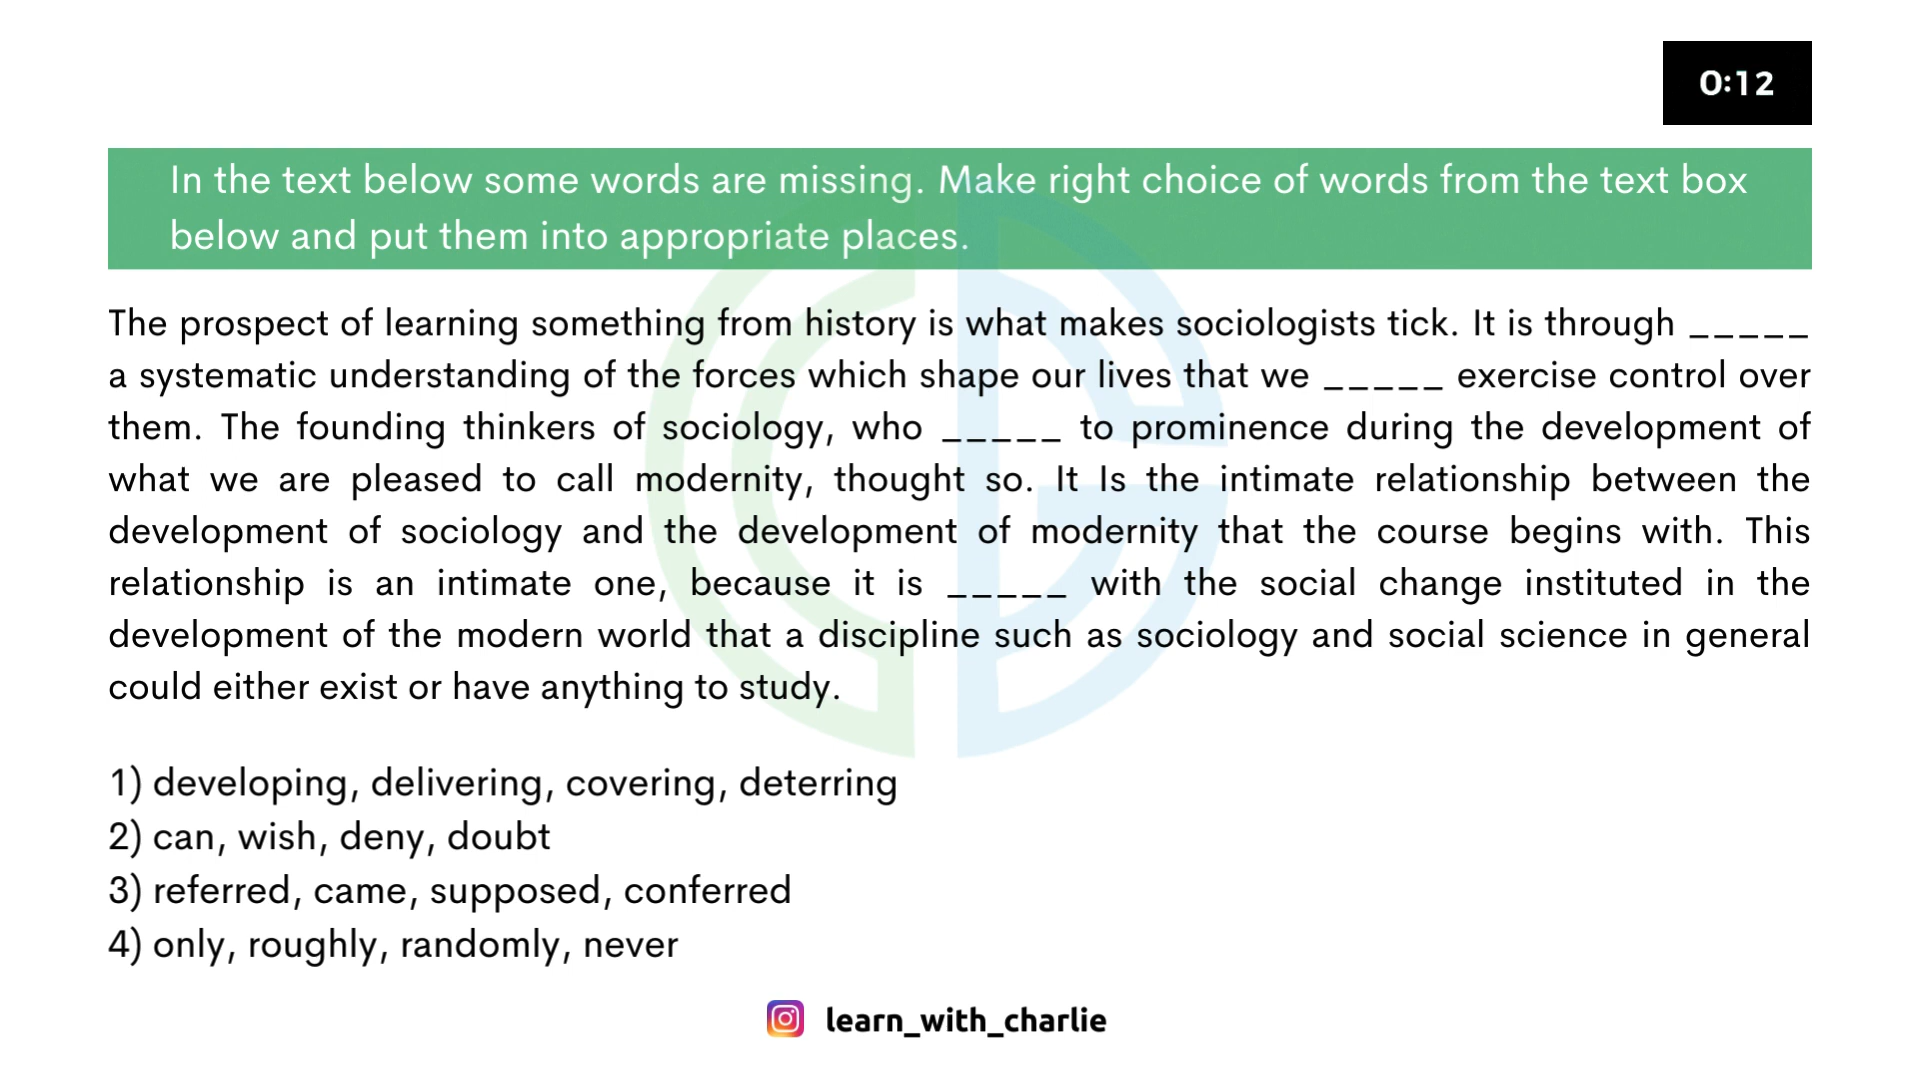 0:12
In the text below some words are missing. Make right choice of words from the text box
below and put them into appropriate places.
The prospect of learning something from history is what makes sociologists tick. It is through _____
a systematic understanding of the forces which shape our lives that we _____ exercise control over
them. The founding thinkers of sociology, who _____ to prominence during the development of
what we are pleased to call modernity, thought so. It Is the intimate relationship between the
development of sociology and the development of modernity that the course begins with. This
relationship is an intimate one, because it is _____ with the social change instituted in the
development of the modern world that a discipline such as sociology and social science in general
could either exist or have anything to study.
1) developing, delivering, covering, deterring
2) can, wish, deny, doubt
3) referred, came, supposed, conferred
4) only, roughly, randomly, never
learn_with_charlie